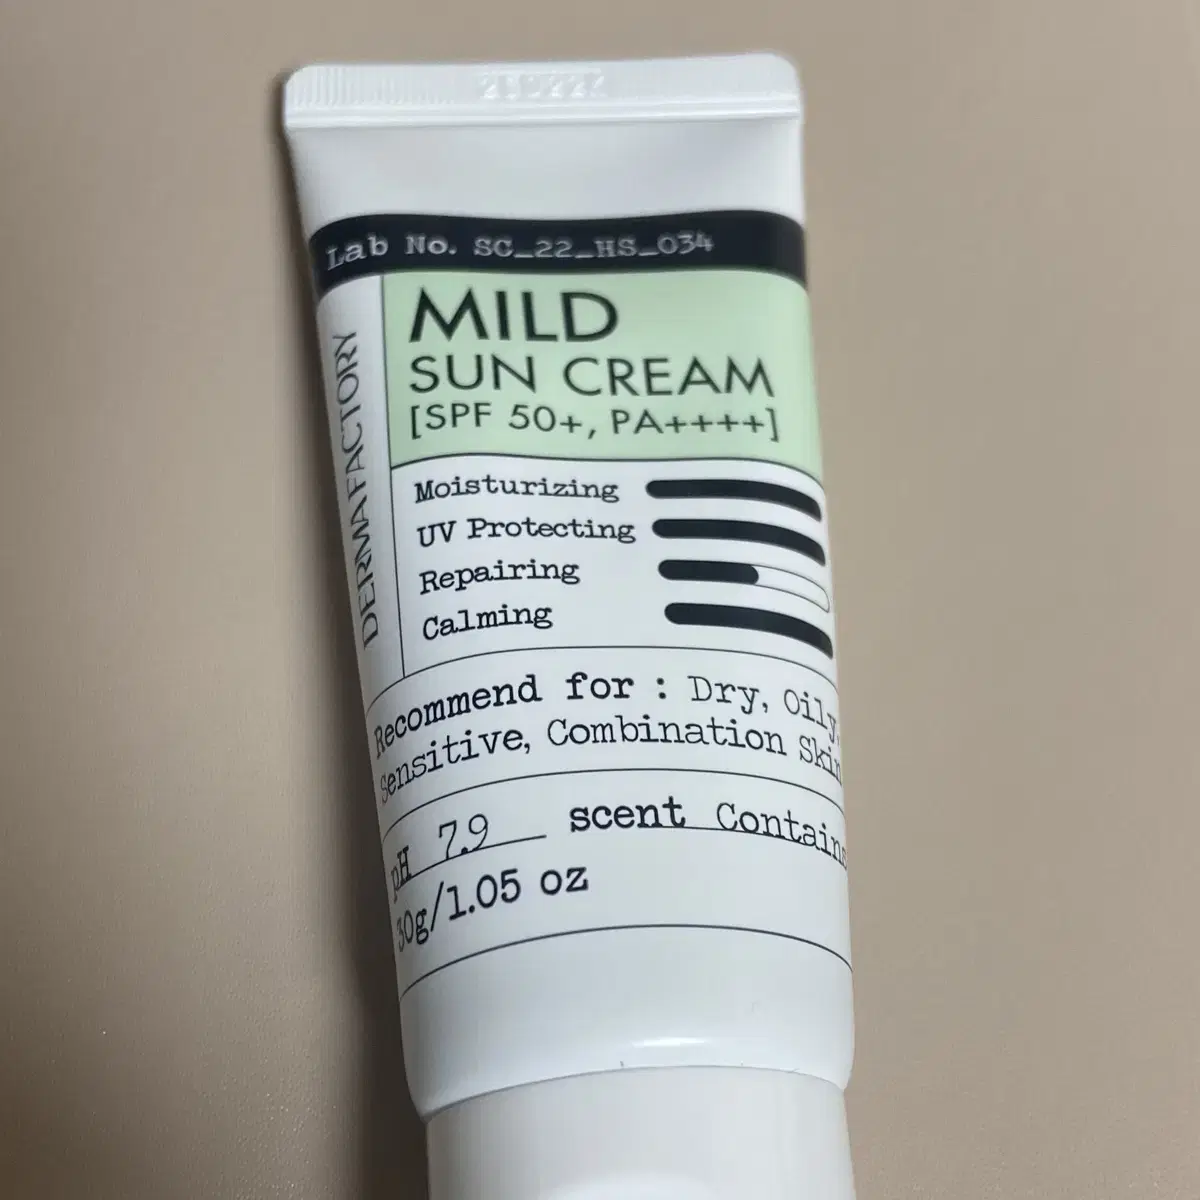 Lab No. SC_22_HS_034
DERMAFACTORY
MILD
SUN CREAM
[SPF 50+, PA++++]
Moisturizing
UV Protecting
Repairing
Calming
Recommend for : Dry, Oily,
Sensitive, Combination Skin
pH 7.9 scent Contains
30g/1.05 oz